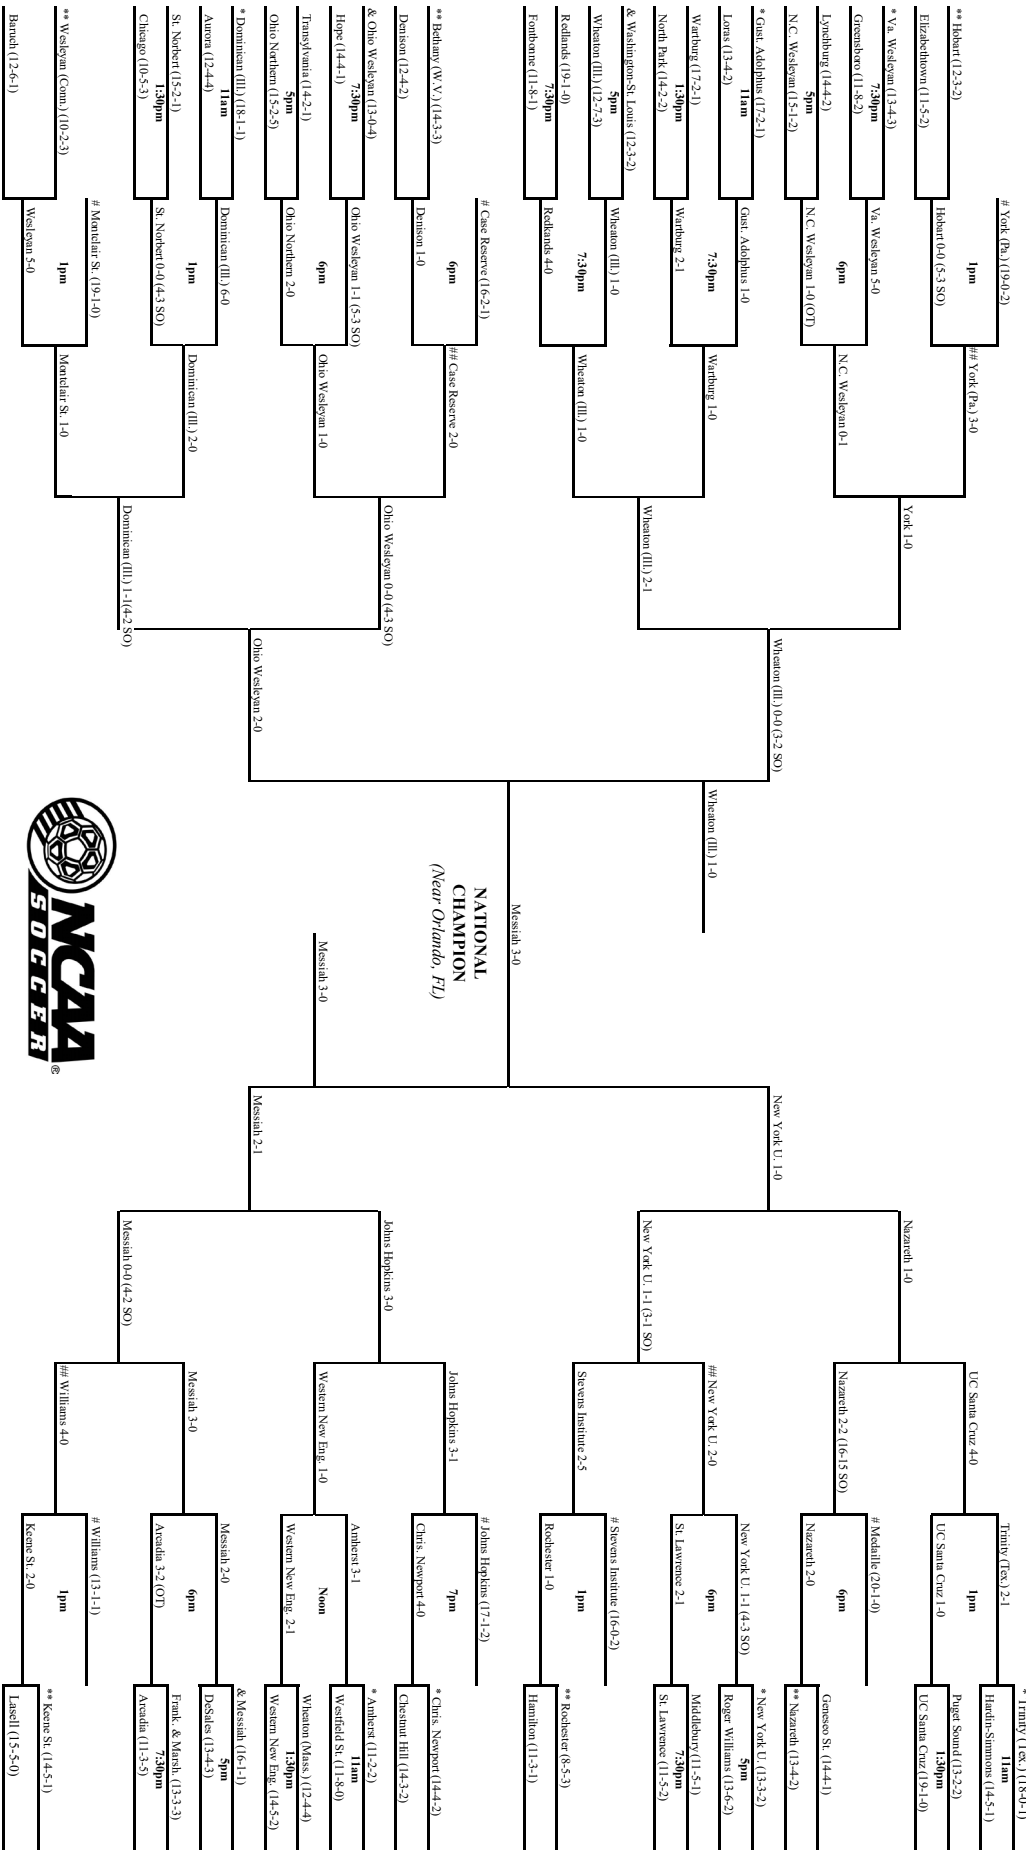 ** Hobart (12-3-2)
Elizabethtown (11-5-2)
* Va. Wesleyan (13-4-3)
7:30pm
Greensboro (11-8-2)
Lynchburg (14-4-2)
5pm
N.C. Wesleyan (15-1-2)
* Gust. Adolphus (17-2-1)
11am
Loras (13-4-2)
Wartburg (17-2-1)
1:30pm
North Park (14-2-2)
& Washington-St. Louis (12-3-2)
5pm
Wheaton (Ill.) (12-7-3)
Redlands (19-1-0)
7:30pm
Fontbonne (11-8-1)
** Bethany (W.V.) (14-3-3)
Denison (12-4-2)
& Ohio Wesleyan (13-0-4)
7:30pm
Hope (14-4-1)
Transylvania (14-2-1)
5pm
Ohio Northern (15-2-5)
* Dominican (Ill.) (18-1-1)
11am
Aurora (12-4-4)
St. Norbert (15-2-1)
1:30pm
Chicago (10-5-3)
** Wesleyan (Conn.) (10-2-3)
Baruch (12-6-1)
# York (Pa.) (19-0-2)
1pm
Hobart 0-0 (5-3 SO)
Va. Wesleyan 5-0
6pm
N.C. Wesleyan 1-0 (OT)
Gust. Adolphus 1-0
7:30pm
Wartburg 2-1
Wheaton (Ill.) 1-0
7:30pm
Redkands 4-0
# Case Reserve (16-2-1)
6pm
Denison 1-0
Ohio Wesleyan 1-1 (5-3 SO)
6pm
Ohio Northern 2-0
Dominican (Ill.) 6-0
1pm
St. Norbert 0-0 (4-3 SO)
# Montclair St. (19-1-0)
1pm
Wesleyan 5-0
## York (Pa.) 3-0
N.C. Wesleyan 0-1
Wartburg 1-0
Wheaton (Ill.) 1-0
## Case Reserve 2-0
Ohio Wesleyan 1-0
Dominican (Ill.) 2-0
Montclair St. 1-0
York 1-0
Wheaton (Ill.) 2-1
Ohio Wesleyan 0-0 (4-3 SO)
Dominican (Ill.) 1-1(4-2 SO)
Wheaton (Ill.) 0-0 (3-2 SO)
Ohio Wesleyan 2-0
Wheaton (Ill.) 1-0
Messiah 3-0
NATIONAL
CHAMPION
(Near Orlando, FL)
Messiah 3-0
NCAA
SOCCER
®
New York U. 1-0
Messiah 2-1
Nazareth 1-0
New York U. 1-1 (3-1 SO)
Johns Hopkins 3-0
Messiah 0-0 (4-2 SO)
UC Santa Cruz 4-0
Nazareth 2-2 (16-15 SO)
## New York U. 2-0
Stevens Institute 2-5
Johns Hopkins 3-1
Western New Eng. 1-0
Messiah 3-0
## Williams 4-0
Trinity (Tex.) 2-1
1pm
UC Santa Cruz 1-0
# Medaille (20-1-0)
6pm
Nazareth 2-0
New York U. 1-1 (4-3 SO)
6pm
St. Lawrence 2-1
# Stevens Institute (16-0-2)
1pm
Rochester 1-0
# Johns Hopkins (17-1-2)
7pm
Chris. Newport 4-0
Amherst 3-1
Noon
Western New Eng. 2-1
Messiah 2-0
6pm
Arcadia 3-2 (OT)
# Williams (13-1-1)
1pm
Keene St. 2-0
* Trinity (Tex.) (18-0-1)
11am
Hardin-Simmons (14-5-1)
Puget Sound (13-2-2)
1:30pm
UC Santa Cruz (19-1-0)
Geneseo St. (14-4-1)
** Nazareth (13-4-2)
* New York U. (13-3-2)
5pm
Roger Williams (13-6-2)
Middlebury (11-5-1)
7:30pm
St. Lawrence (11-5-2)
** Rochester (8-5-3)
Hamilton (11-3-1)
* Chris. Newport (14-4-2)
Chestnut Hill (14-3-2)
* Amherst (11-2-2)
11am
Westfield St. (11-8-0)
Wheaton (Mass.) (12-4-4)
1:30pm
Western New Eng. (14-5-2)
& Messiah (16-1-1)
5pm
DeSales (13-4-3)
Frank. & Marsh. (13-3-3)
7:30pm
Arcadia (11-3-5)
** Keene St. (14-5-1)
Lasell (15-5-0)